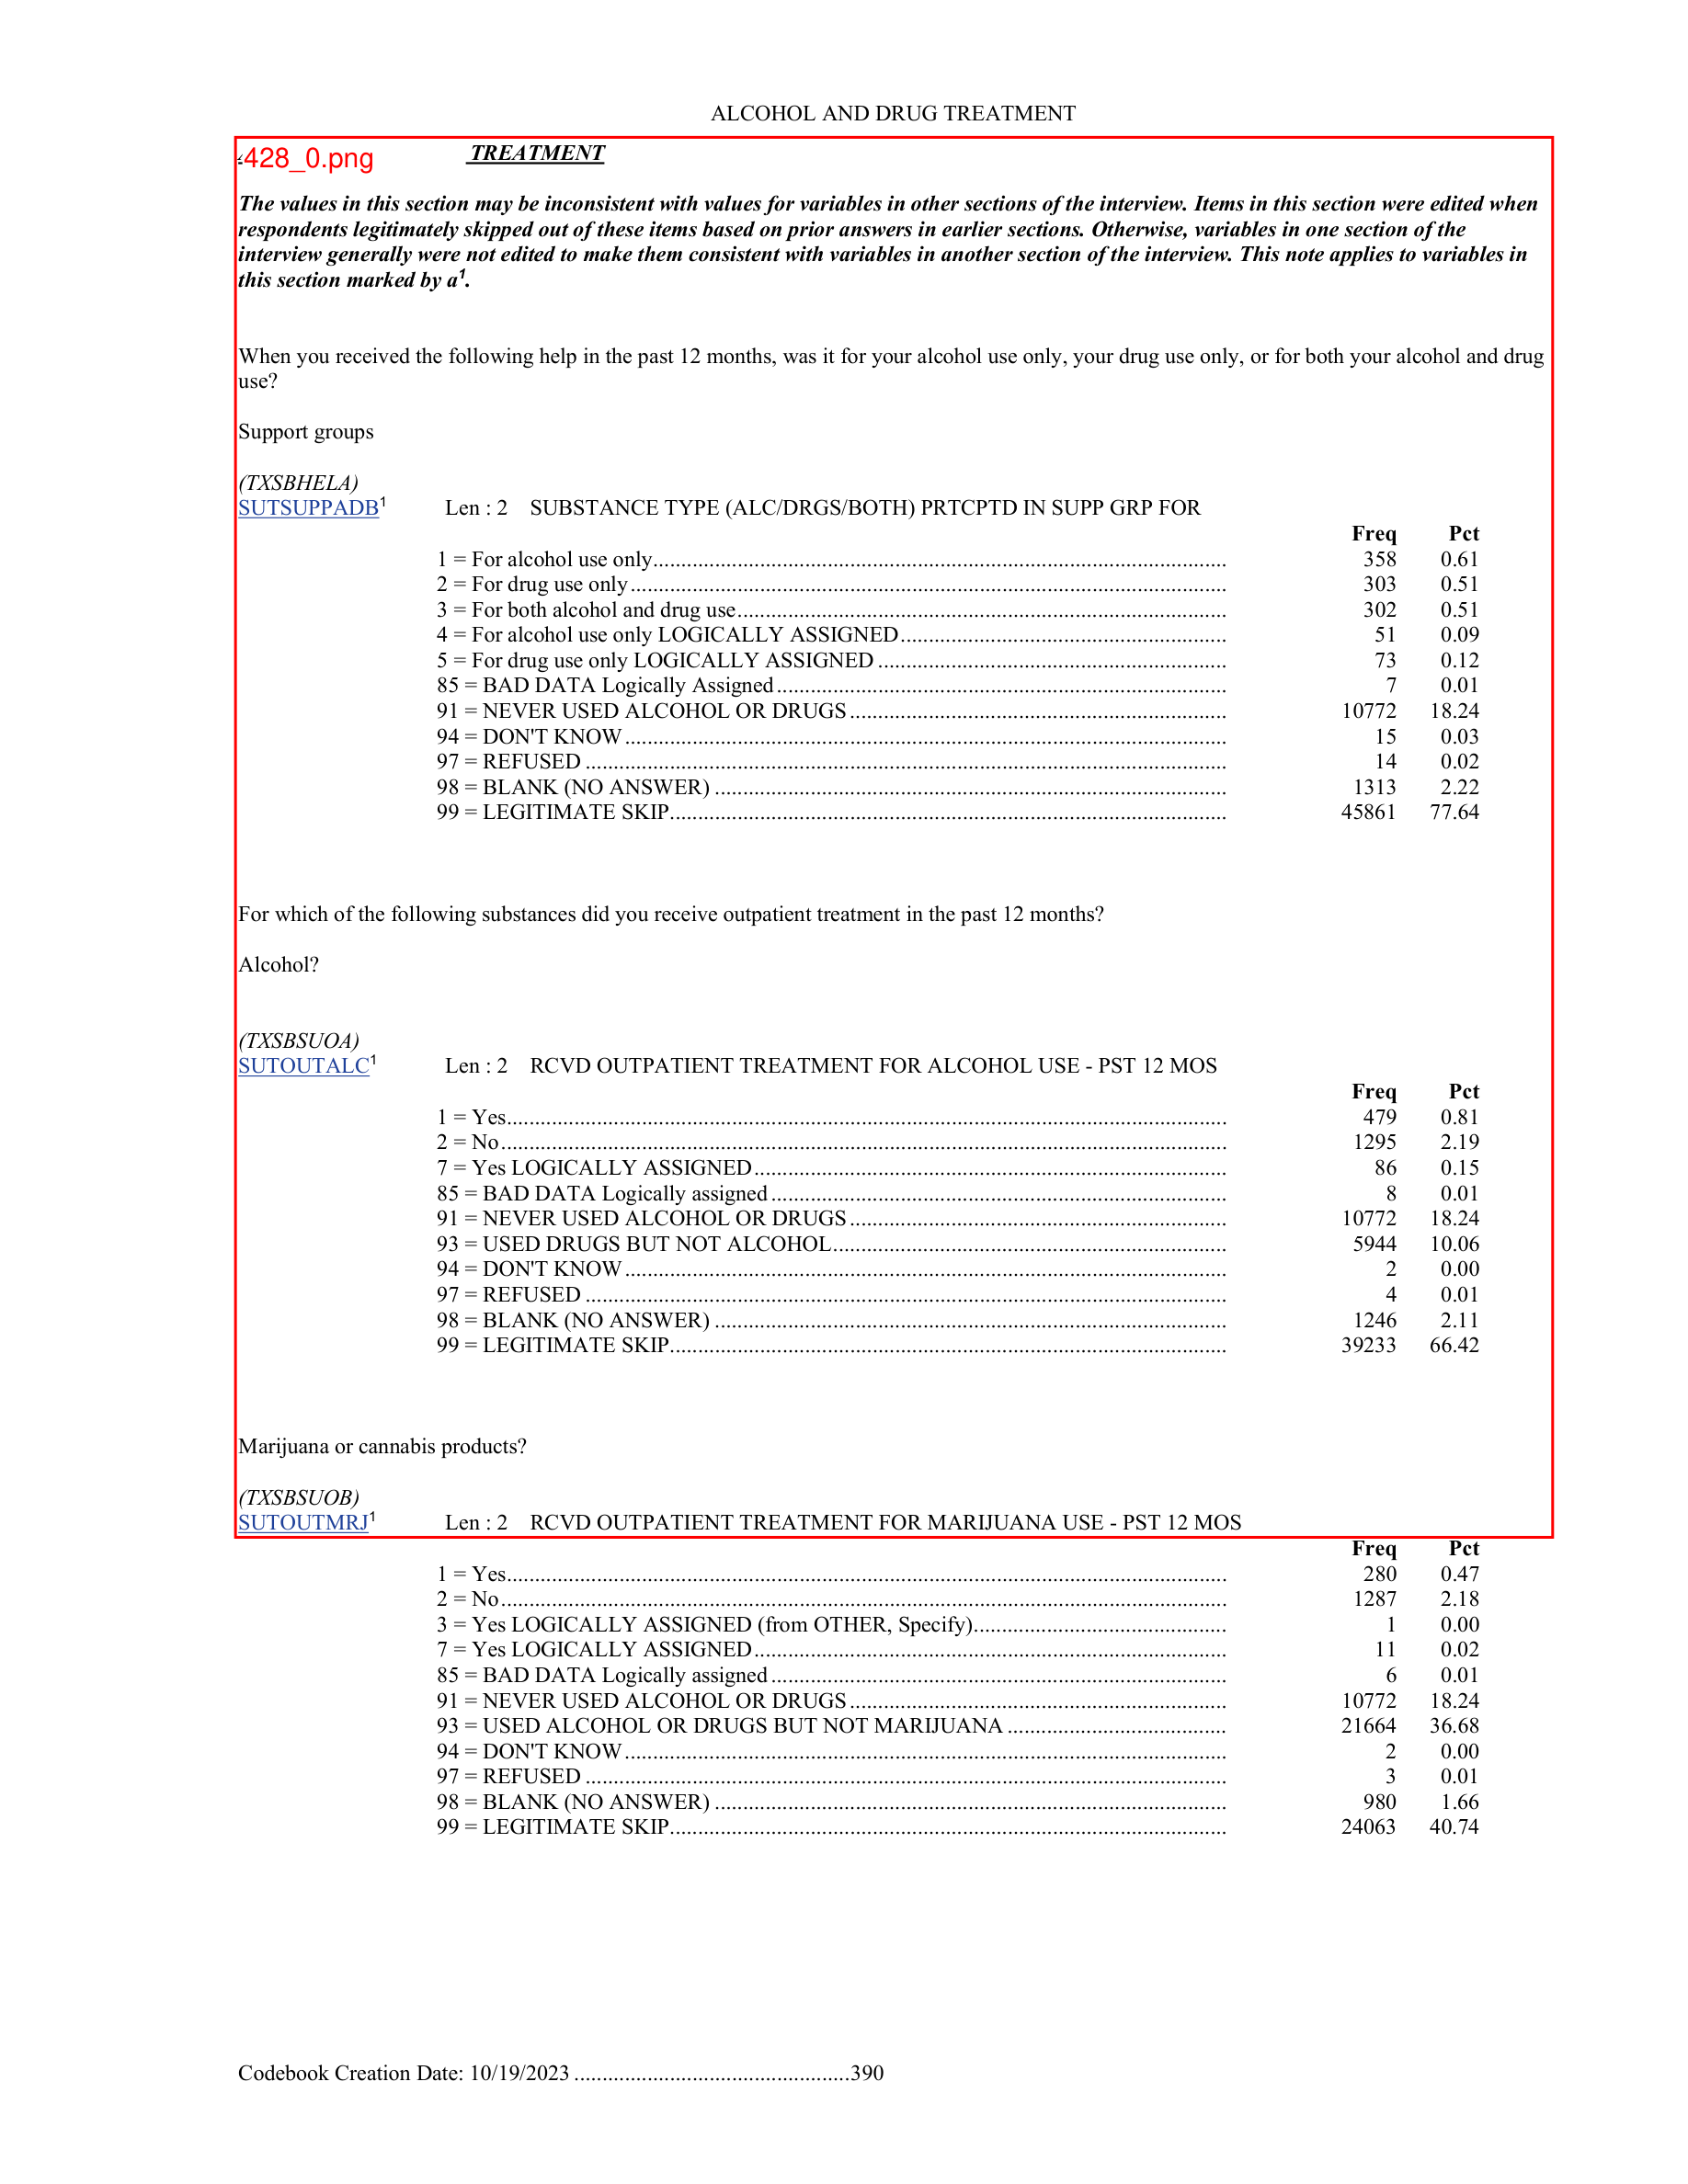 ALCOHOL AND DRUG TREATMENT
428_0.png TREATMENT
The values in this section may be inconsistent with values for variables in other sections of the interview. Items in this section were edited when
respondents legitimately skipped out of these items based on prior answers in earlier sections. Otherwise, variables in one section of the
interview generally were not edited to make them consistent with variables in another section of the interview. This note applies to variables in
this section marked by a¹.
When you received the following help in the past 12 months, was it for your alcohol use only, your drug use only, or for both your alcohol and drug
use?
Support groups
(TXSBHELA)
SUTSUPPADB¹ Len : 2 SUBSTANCE TYPE (ALC/DRGS/BOTH) PRTCPTD IN SUPP GRP FOR
Freq Pct
1 = For alcohol use only 358 0.61
2 = For drug use only 303 0.51
3 = For both alcohol and drug use 302 0.51
4 = For alcohol use only LOGICALLY ASSIGNED 51 0.09
5 = For drug use only LOGICALLY ASSIGNED 73 0.12
85 = BAD DATA Logically Assigned 7 0.01
91 = NEVER USED ALCOHOL OR DRUGS 10772 18.24
94 = DON'T KNOW 15 0.03
97 = REFUSED 14 0.02
98 = BLANK (NO ANSWER) 1313 2.22
99 = LEGITIMATE SKIP 45861 77.64
For which of the following substances did you receive outpatient treatment in the past 12 months?
Alcohol?
(TXSBSUOA)
SUTOUTALC¹ Len : 2 RCVD OUTPATIENT TREATMENT FOR ALCOHOL USE - PST 12 MOS
Freq Pct
1 = Yes 479 0.81
2 = No 1295 2.19
7 = Yes LOGICALLY ASSIGNED 86 0.15
85 = BAD DATA Logically assigned 8 0.01
91 = NEVER USED ALCOHOL OR DRUGS 10772 18.24
93 = USED DRUGS BUT NOT ALCOHOL 5944 10.06
94 = DON'T KNOW 2 0.00
97 = REFUSED 4 0.01
98 = BLANK (NO ANSWER) 1246 2.11
99 = LEGITIMATE SKIP 39233 66.42
Marijuana or cannabis products?
(TXSBSUOB)
SUTOUTMRJ¹ Len : 2 RCVD OUTPATIENT TREATMENT FOR MARIJUANA USE - PST 12 MOS
Freq Pct
1 = Yes 280 0.47
2 = No 1287 2.18
3 = Yes LOGICALLY ASSIGNED (from OTHER, Specify) 1 0.00
7 = Yes LOGICALLY ASSIGNED 11 0.02
85 = BAD DATA Logically assigned 6 0.01
91 = NEVER USED ALCOHOL OR DRUGS 10772 18.24
93 = USED ALCOHOL OR DRUGS BUT NOT MARIJUANA 21664 36.68
94 = DON'T KNOW 2 0.00
97 = REFUSED 3 0.01
98 = BLANK (NO ANSWER) 980 1.66
99 = LEGITIMATE SKIP 24063 40.74
Codebook Creation Date: 10/19/2023 390